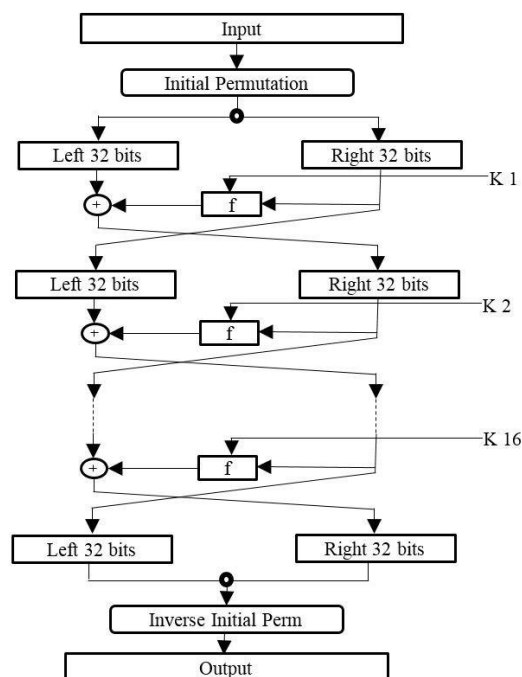 Input
Initial Permutation
Left 32 bits
Right 32 bits
K 1
+
f
Left 32 bits
Right 32 bits
K 2
+
f
K 16
+
f
Left 32 bits
Right 32 bits
Inverse Initial Perm
Output